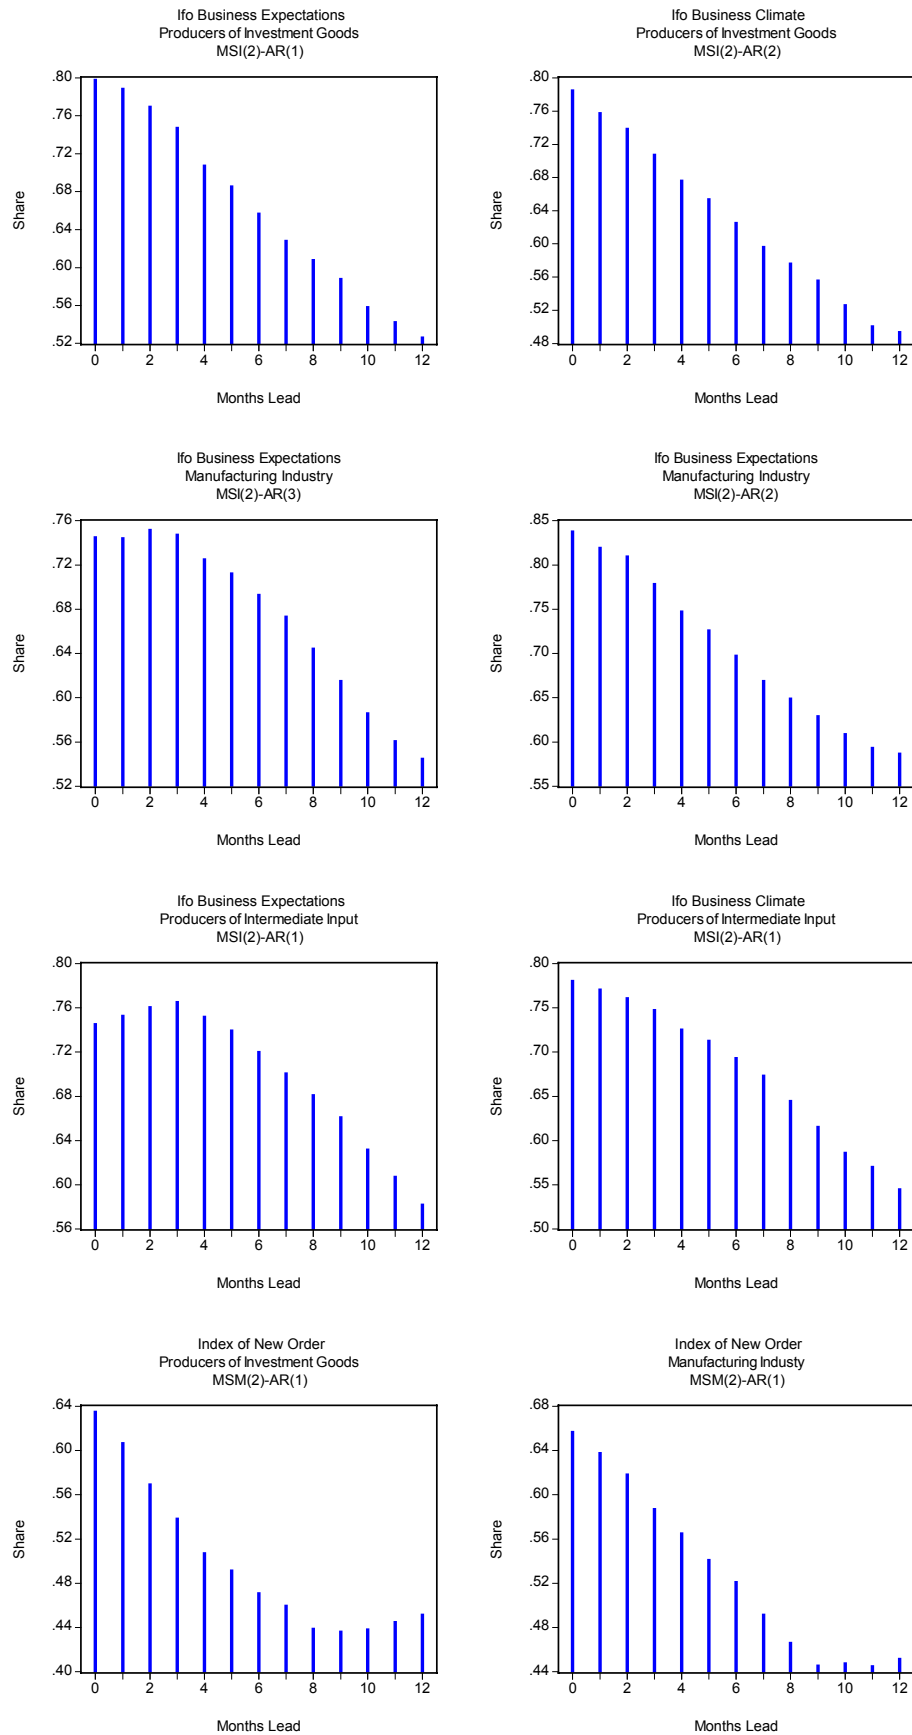 Ifo Business Expectations
Producers of Investment Goods
MSI(2)-AR(1)
.80
.76
.72
.68
.64
.60
.56
.52
Share
0 2 4 6 8 10 12
Months Lead
Ifo Business Climate
Producers of Investment Goods
MSI(2)-AR(2)
.80
.76
.72
.68
.64
.60
.56
.52
.48
Share
0 2 4 6 8 10 12
Months Lead
Ifo Business Expectations
Manufacturing Industry
MSI(2)-AR(3)
.76
.72
.68
.64
.60
.56
.52
Share
0 2 4 6 8 10 12
Months Lead
Ifo Business Expectations
Manufacturing Industry
MSI(2)-AR(2)
.85
.80
.75
.70
.65
.60
.55
Share
0 2 4 6 8 10 12
Months Lead
Ifo Business Expectations
Producers of Intermediate Input
MSI(2)-AR(1)
.80
.76
.72
.68
.64
.60
.56
Share
0 2 4 6 8 10 12
Months Lead
Ifo Business Climate
Producers of Intermediate Input
MSI(2)-AR(1)
.80
.75
.70
.65
.60
.55
.50
Share
0 2 4 6 8 10 12
Months Lead
Index of New Order
Producers of Investment Goods
MSM(2)-AR(1)
.64
.60
.56
.52
.48
.44
.40
Share
0 2 4 6 8 10 12
Months Lead
Index of New Order
Manufacturing Industy
MSM(2)-AR(1)
.68
.64
.60
.56
.52
.48
.44
Share
0 2 4 6 8 10 12
Months Lead